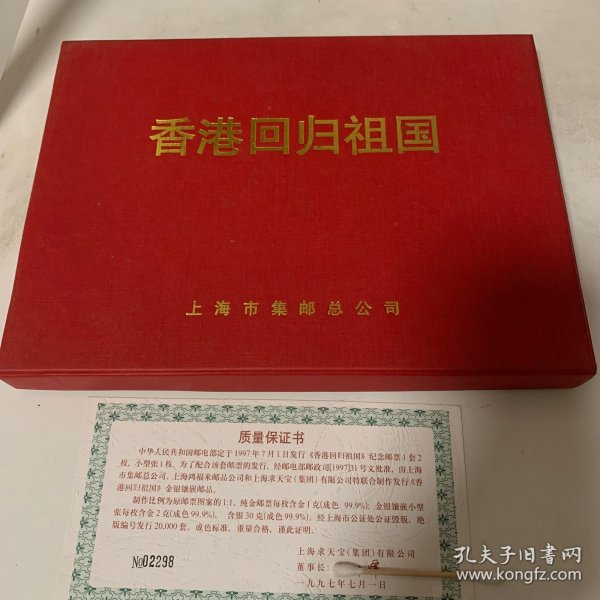 香港回归祖国
上海市集邮总公司
质量保证书
中华人民共和国邮电部定于1997年7月1日发行《香港回归祖国》纪念邮票1套2
枚,小型张1枚。为了配合该套邮票的发行,经邮电部邮政司[1997]31号文批准,由上海
市集邮总公司、上海鸿福来邮品公司和上海求天宝(集团)有限公司特联合制作发行《香
港回归祖国》金银镶嵌邮品。
制作比例为原邮票图案的1:1。纯金邮票每枚含金1克(成色99.9%),金银镶嵌小型
张每枚含金2克(成色99.9%)、含银30克(成色99.9%)。经上海市公证处公证毁版,绝
版编号发行20,000套。成色标准,重量合格,谨此证明。
上海求天宝(集团)有限公司
董事长:
一九九七年七月一日
No02298
孔夫子旧书网
www.kongfz.com